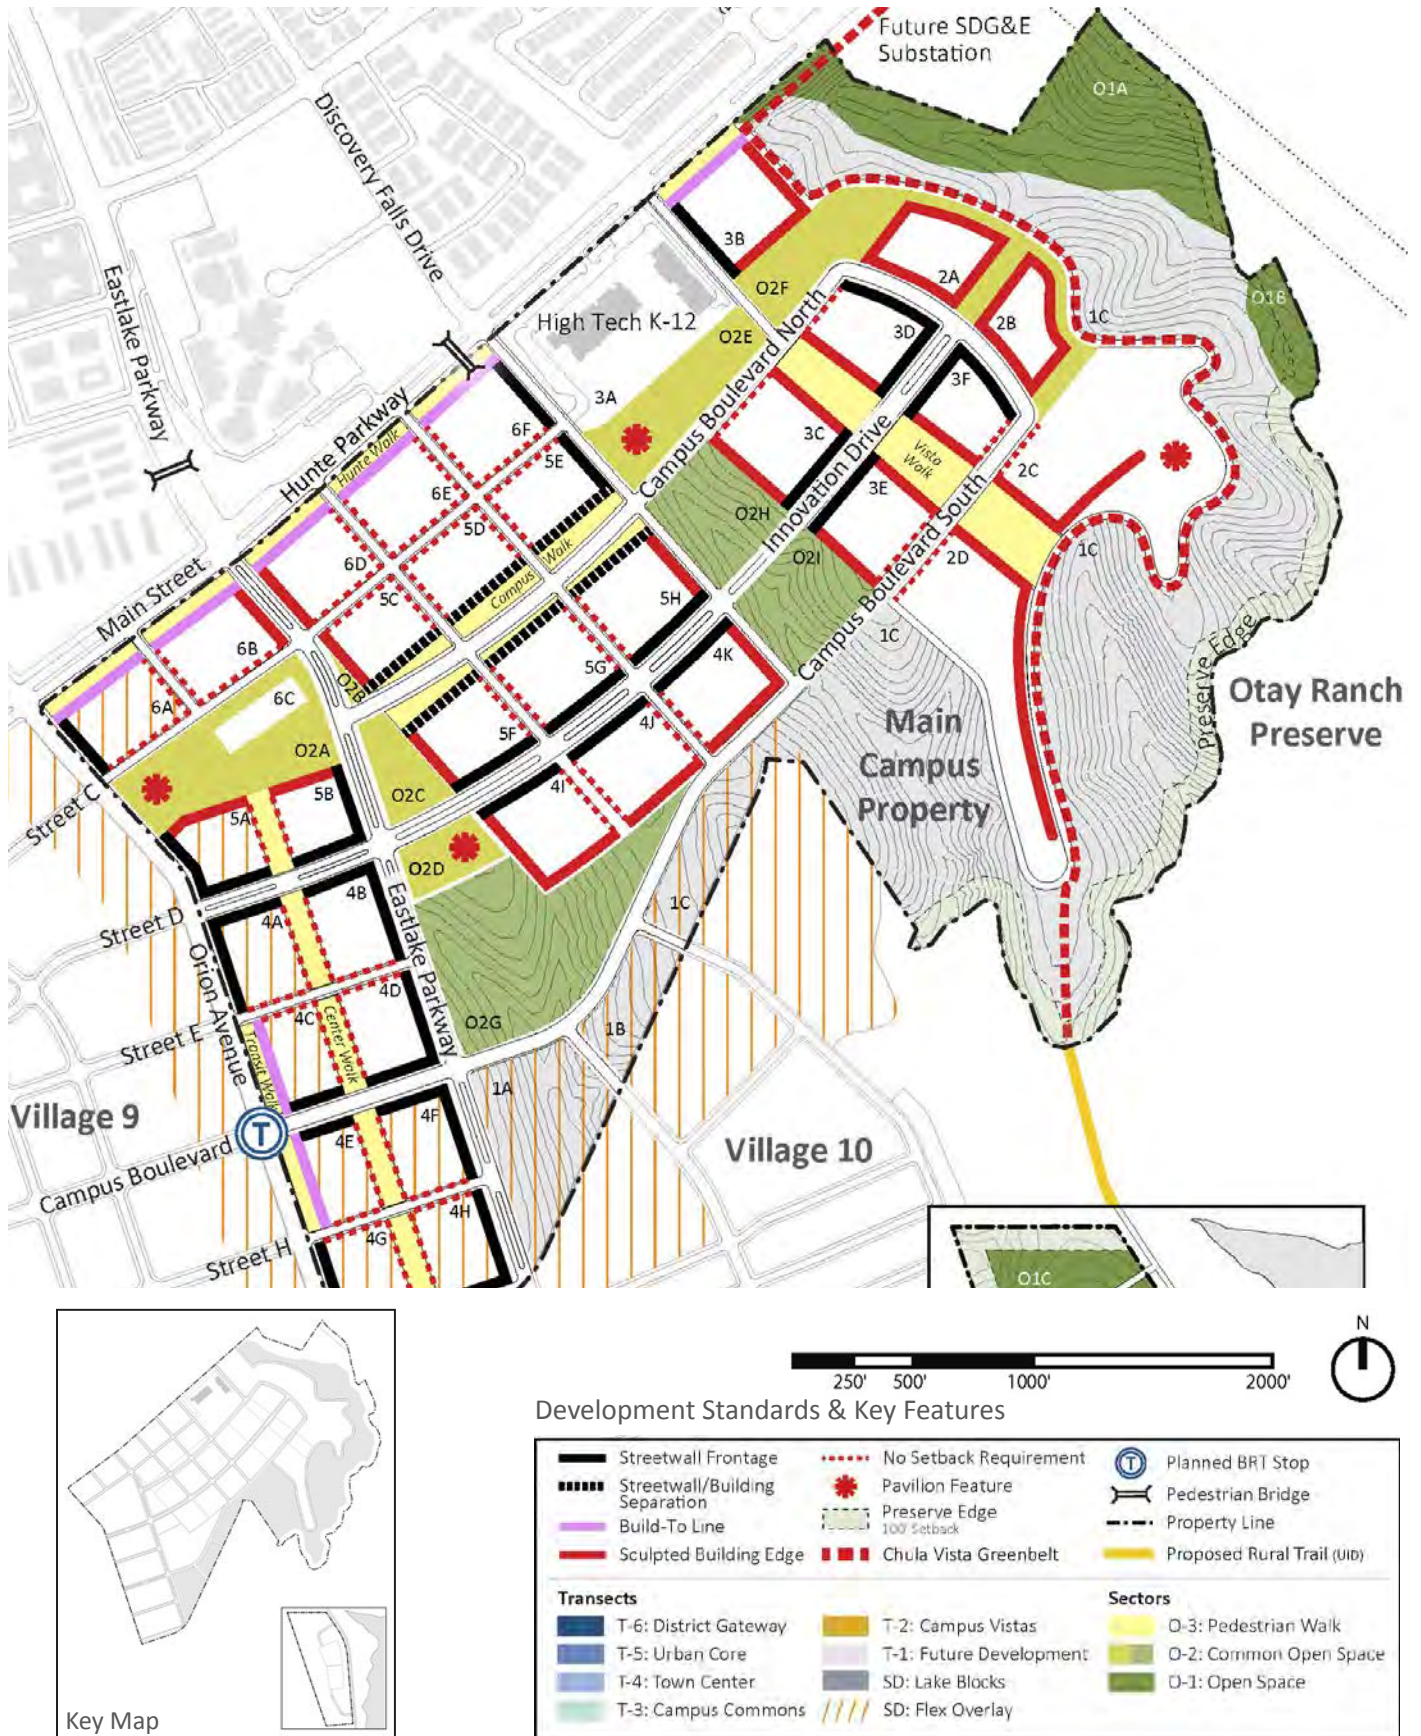 Future SDG&E
Substation
O1A
Discovery Falls Drive
Eastlake Parkway
3B
O2F
2A
2B
1C
O1B
High Tech K-12
O2E
Campus Boulevard North
3D
3F
3A
Hunte Parkway
Hunte Walk
6F
5E
3C
Innovation Drive
Vista
Walk
2C
6E
5D
3E
O2H
O2I
Campus Boulevard South
2D
1C
Main Street
6D
5C
Campus
Walk
5H
4K
1C
6B
O2B
5G
Preserve Edge
Otay Ranch
Preserve
6A
6C
O2A
5F
4J
Main
Campus
Property
Street C
5A
5B
O2C
4I
O2D
4B
4A
Eastlake Parkway
1C
Street D
Orion Avenue
4D
4C
Center Walk
O2G
1B
Street E
Transit Walk
1A
Village 9
T
4F
4E
Village 10
Campus Boulevard
4H
4G
Street H
O1C
Key Map
N
250' 500' 1000' 2000'
Development Standards & Key Features
Streetwall Frontage
Streetwall/Building
Separation
Build-To Line
Sculpted Building Edge
No Setback Requirement
Pavilion Feature
Preserve Edge
100' Setback
Chula Vista Greenbelt
T Planned BRT Stop
Pedestrian Bridge
Property Line
Proposed Rural Trail (UID)
Transects
T-6: District Gateway
T-5: Urban Core
T-4: Town Center
T-3: Campus Commons
T-2: Campus Vistas
T-1: Future Development
SD: Lake Blocks
SD: Flex Overlay
Sectors
O-3: Pedestrian Walk
O-2: Common Open Space
O-1: Open Space